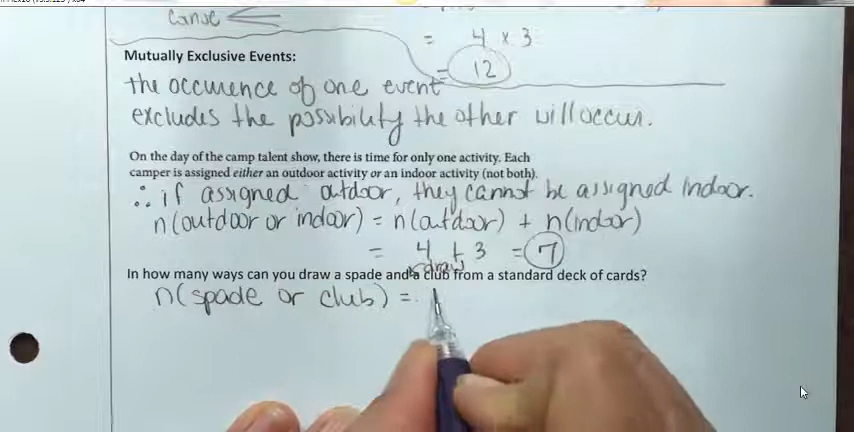 canoe
= 4 x 3
= 12
Mutually Exclusive Events:
the occurence of one event
excludes the possibility the other will occur.
On the day of the camp talent show, there is time for only one activity. Each
camper is assigned either an outdoor activity or an indoor activity (not both).
∴ if assigned outdoor, they cannot be assigned indoor.
n(outdoor or indoor) = n(outdoor) + n(indoor)
= 4 + 3 = 7
draw
In how many ways can you draw a spade and a club from a standard deck of cards?
n(spade or club) =